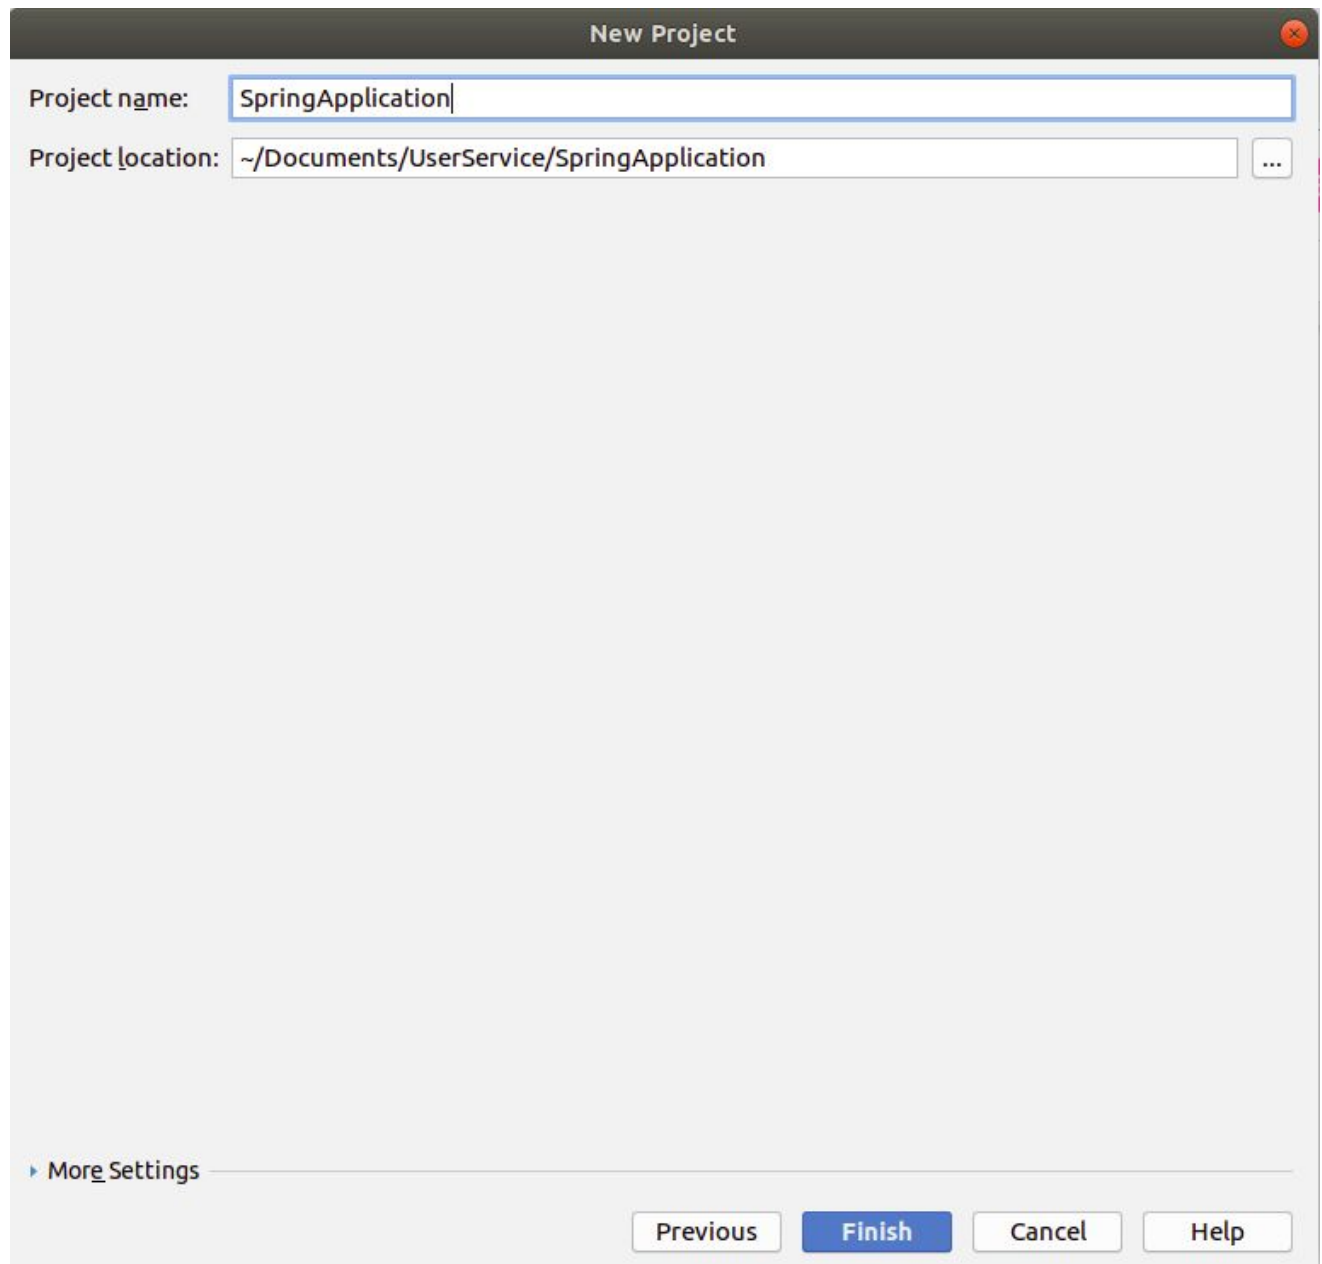 New Project
Project name: SpringApplication
Project location: ~/Documents/UserService/SpringApplication ...
More Settings
Previous Finish Cancel Help